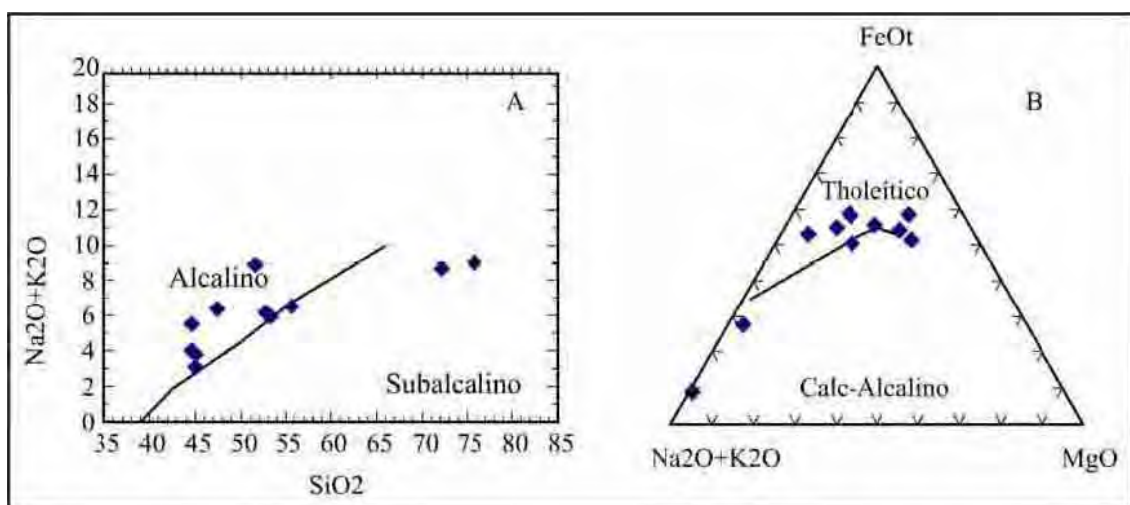 A
20
18
16
14
12
10
8
6
4
2
0
Na2O+K2O
Alcalino
Subalcalino
35 40 45 50 55 60 65 70 75 80 85
SiO2
FeOt
B
Tholeítico
Calc-Alcalino
Na2O+K2O
MgO